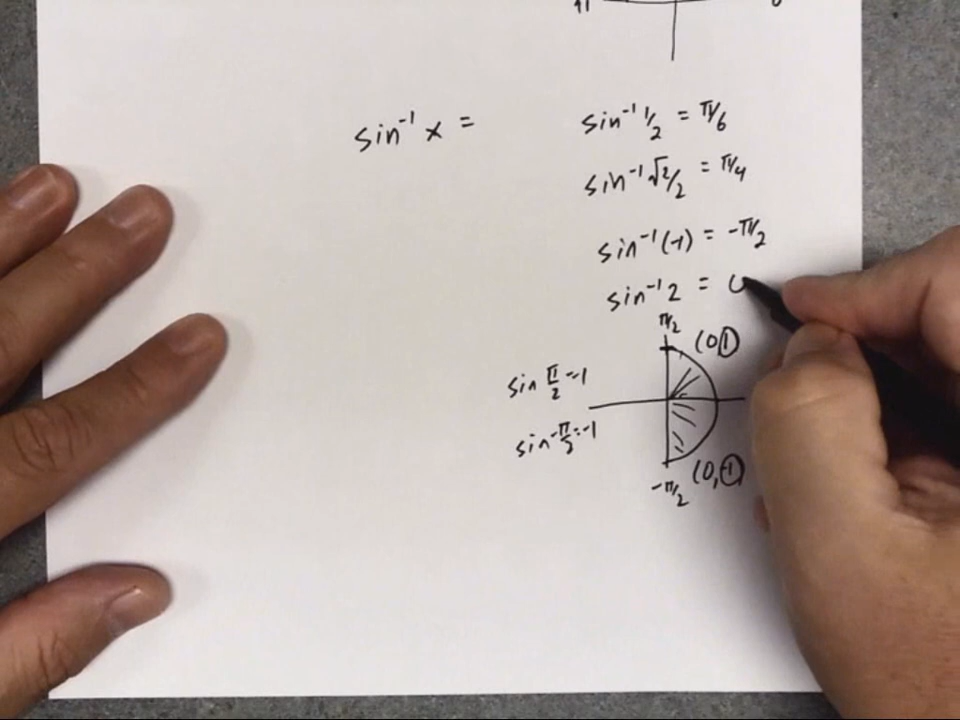 π 0
sin⁻¹ x =
sin⁻¹ 1/2 = π/6
sin⁻¹ √2/2 = π/4
sin⁻¹(-1) = -π/2
sin⁻¹ 2 =
π/2
(0,1)
sin π/2 = 1
sin -π/2 = -1
(0,-1)
-π/2